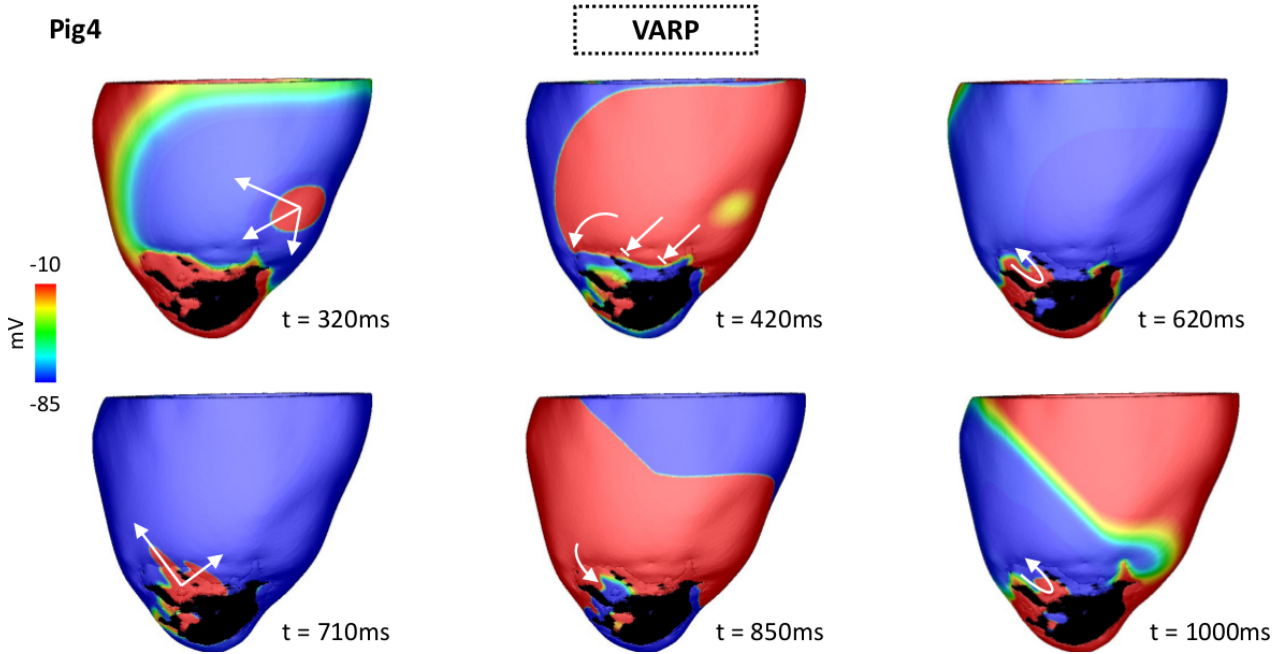 Pig4
VARP
t = 320ms
t = 420ms
t = 620ms
-10
mV
-85
t = 710ms
t = 850ms
t = 1000ms